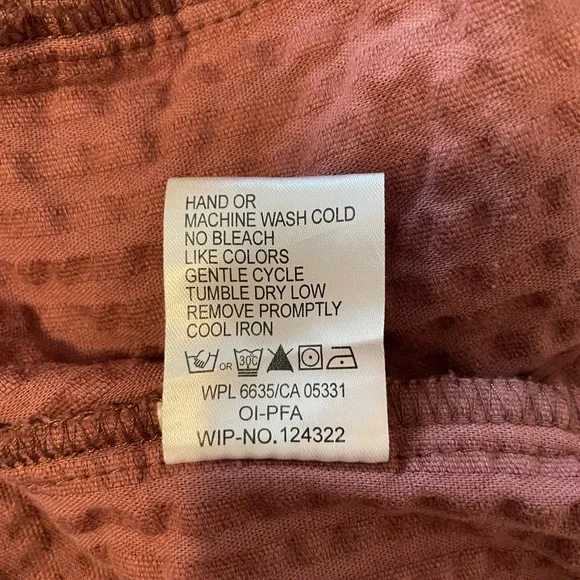 HAND OR
MACHINE WASH COLD
NO BLEACH
LIKE COLORS
GENTLE CYCLE
TUMBLE DRY LOW
REMOVE PROMPTLY
COOL IRON
OR 30C
WPL 6635/CA 05331
OI-PFA
WIP-NO.124322